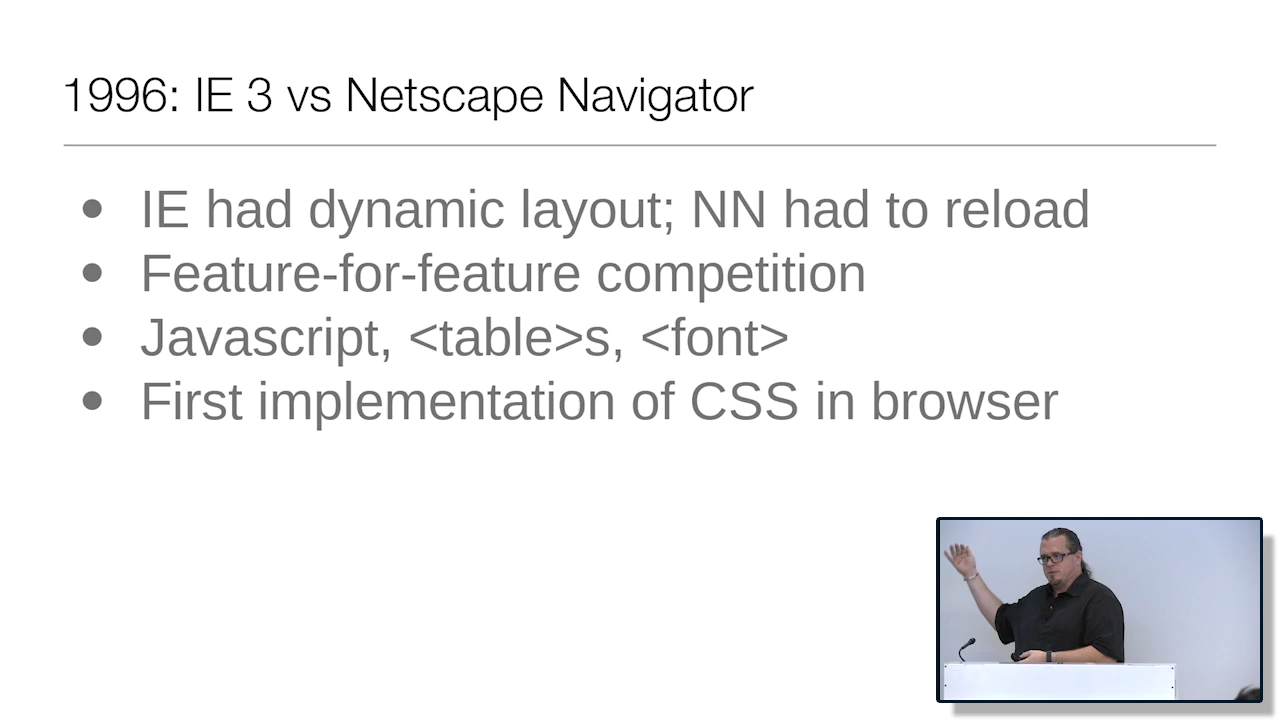 1996: IE 3 vs Netscape Navigator
• IE had dynamic layout; NN had to reload
• Feature-for-feature competition
• Javascript, <table>s, <font>
• First implementation of CSS in browser